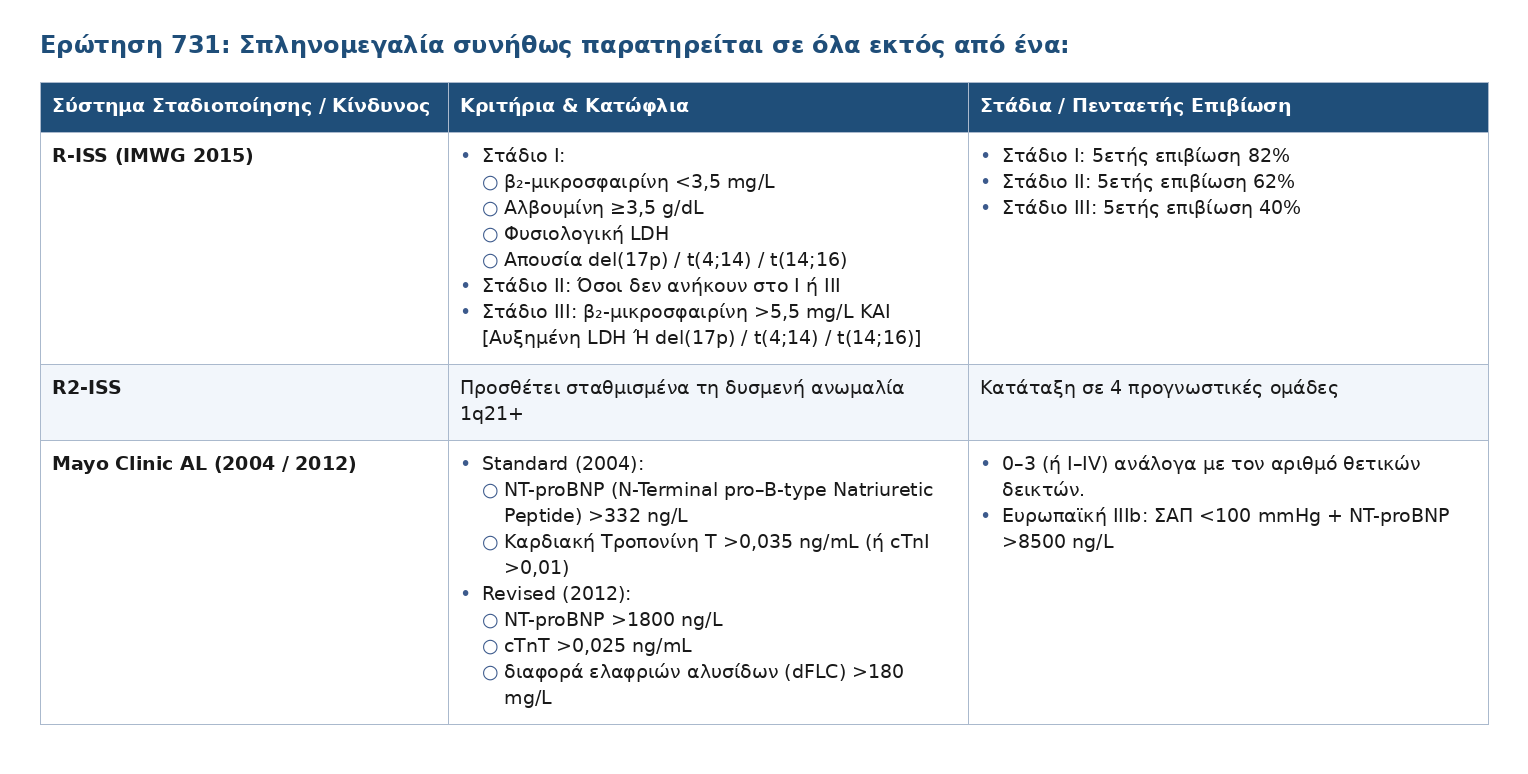 Ερώτηση 731: Σπληνομεγαλία συνήθως παρατηρείται σε όλα εκτός από ένα:
Σύστημα Σταδιοποίησης / Κίνδυνος
Κριτήρια & Κατώφλια
Στάδια / Πενταετής Επιβίωση
R-ISS (IMWG 2015)
• Στάδιο I:
○ β₂-μικροσφαιρίνη <3,5 mg/L
○ Αλβουμίνη ≥3,5 g/dL
○ Φυσιολογική LDH
○ Απουσία del(17p) / t(4;14) / t(14;16)
• Στάδιο II: Όσοι δεν ανήκουν στο I ή III
• Στάδιο III: β₂-μικροσφαιρίνη >5,5 mg/L ΚΑΙ
[Αυξημένη LDH Ή del(17p) / t(4;14) / t(14;16)]
• Στάδιο I: 5ετής επιβίωση 82%
• Στάδιο II: 5ετής επιβίωση 62%
• Στάδιο III: 5ετής επιβίωση 40%
R2-ISS
Προσθέτει σταθμισμένα τη δυσμενή ανωμαλία
1q21+
Κατάταξη σε 4 προγνωστικές ομάδες
Mayo Clinic AL (2004 / 2012)
• Standard (2004):
○ NT-proBNP (N-Terminal pro–B-type Natriuretic
Peptide) >332 ng/L
○ Καρδιακή Τροπονίνη T >0,035 ng/mL (ή cTnI
>0,01)
• Revised (2012):
○ NT-proBNP >1800 ng/L
○ cTnT >0,025 ng/mL
○ διαφορά ελαφριών αλυσίδων (dFLC) >180
mg/L
• 0–3 (ή I–IV) ανάλογα με τον αριθμό θετικών
δεικτών.
• Ευρωπαϊκή IIIb: ΣΑΠ <100 mmHg + NT-proBNP
>8500 ng/L